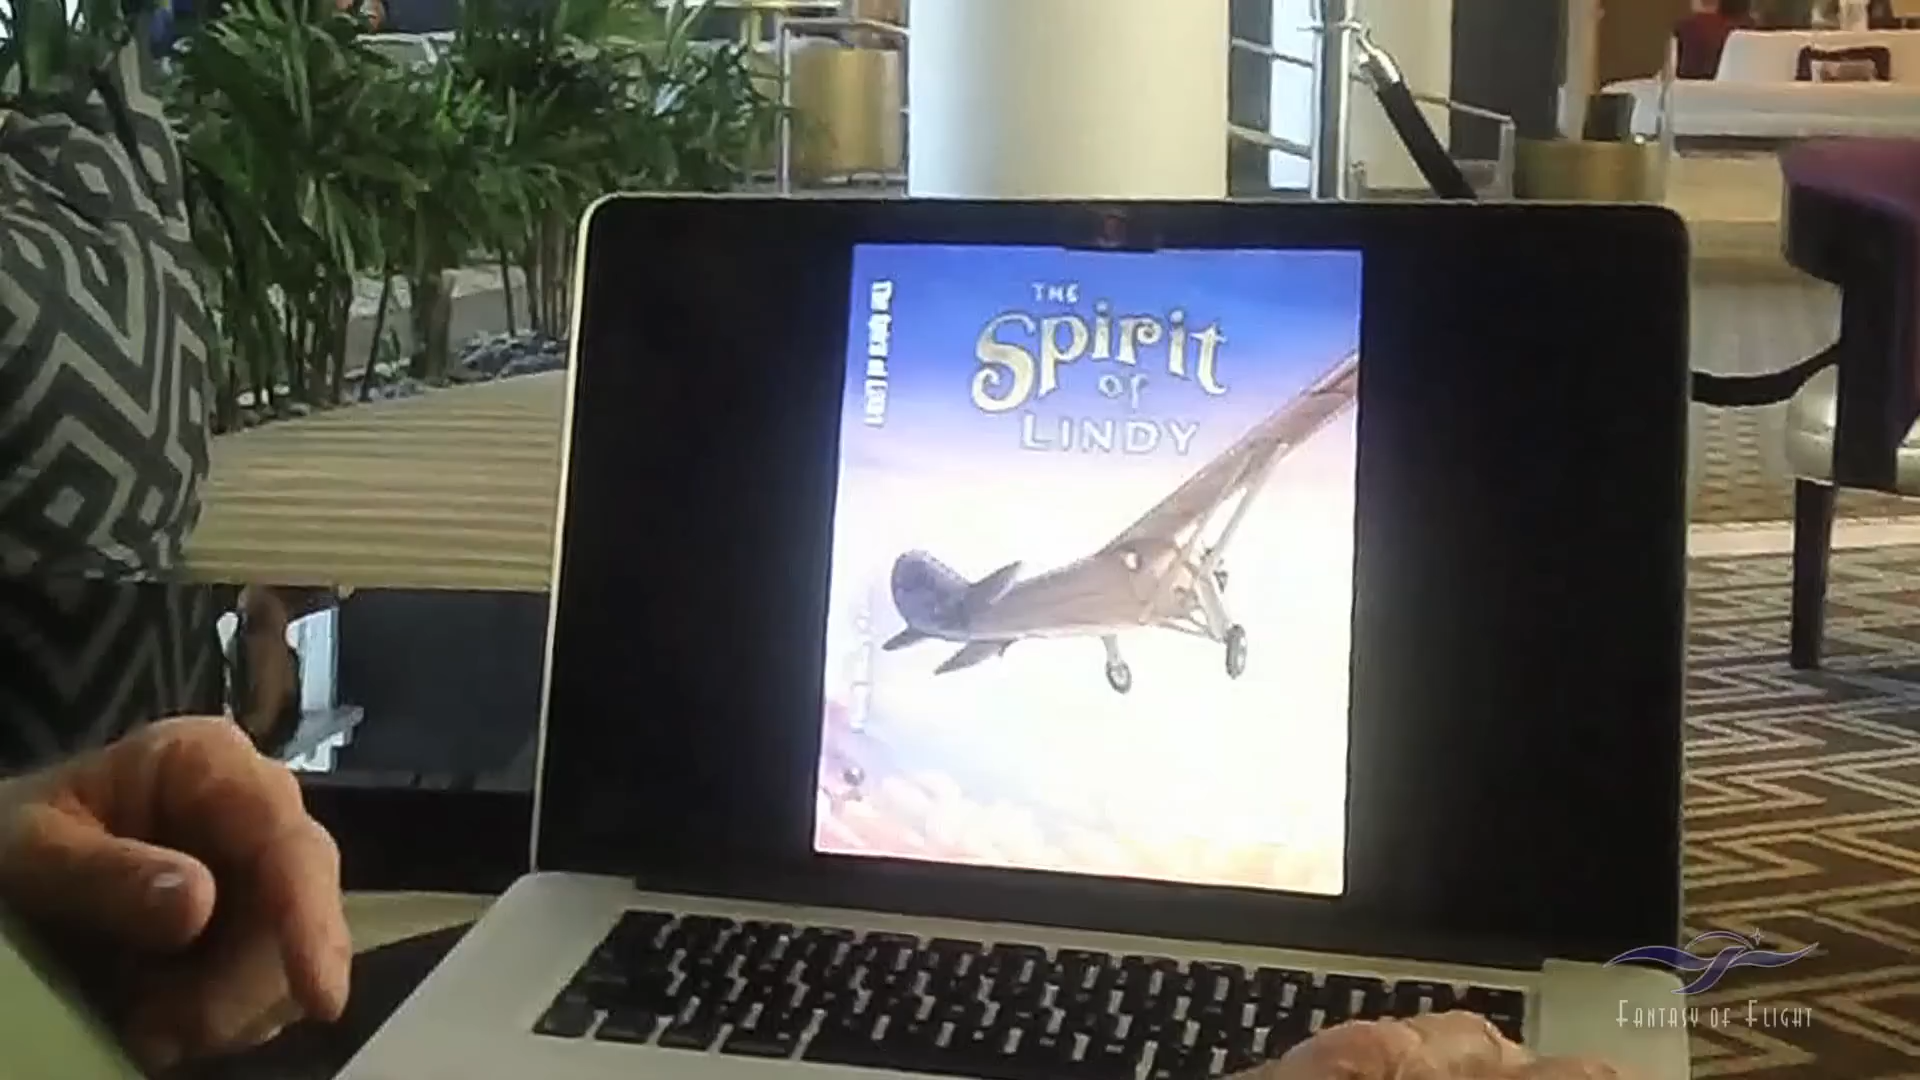 THE
Spirit
of
LINDY
FANTASY OF FLIGHT